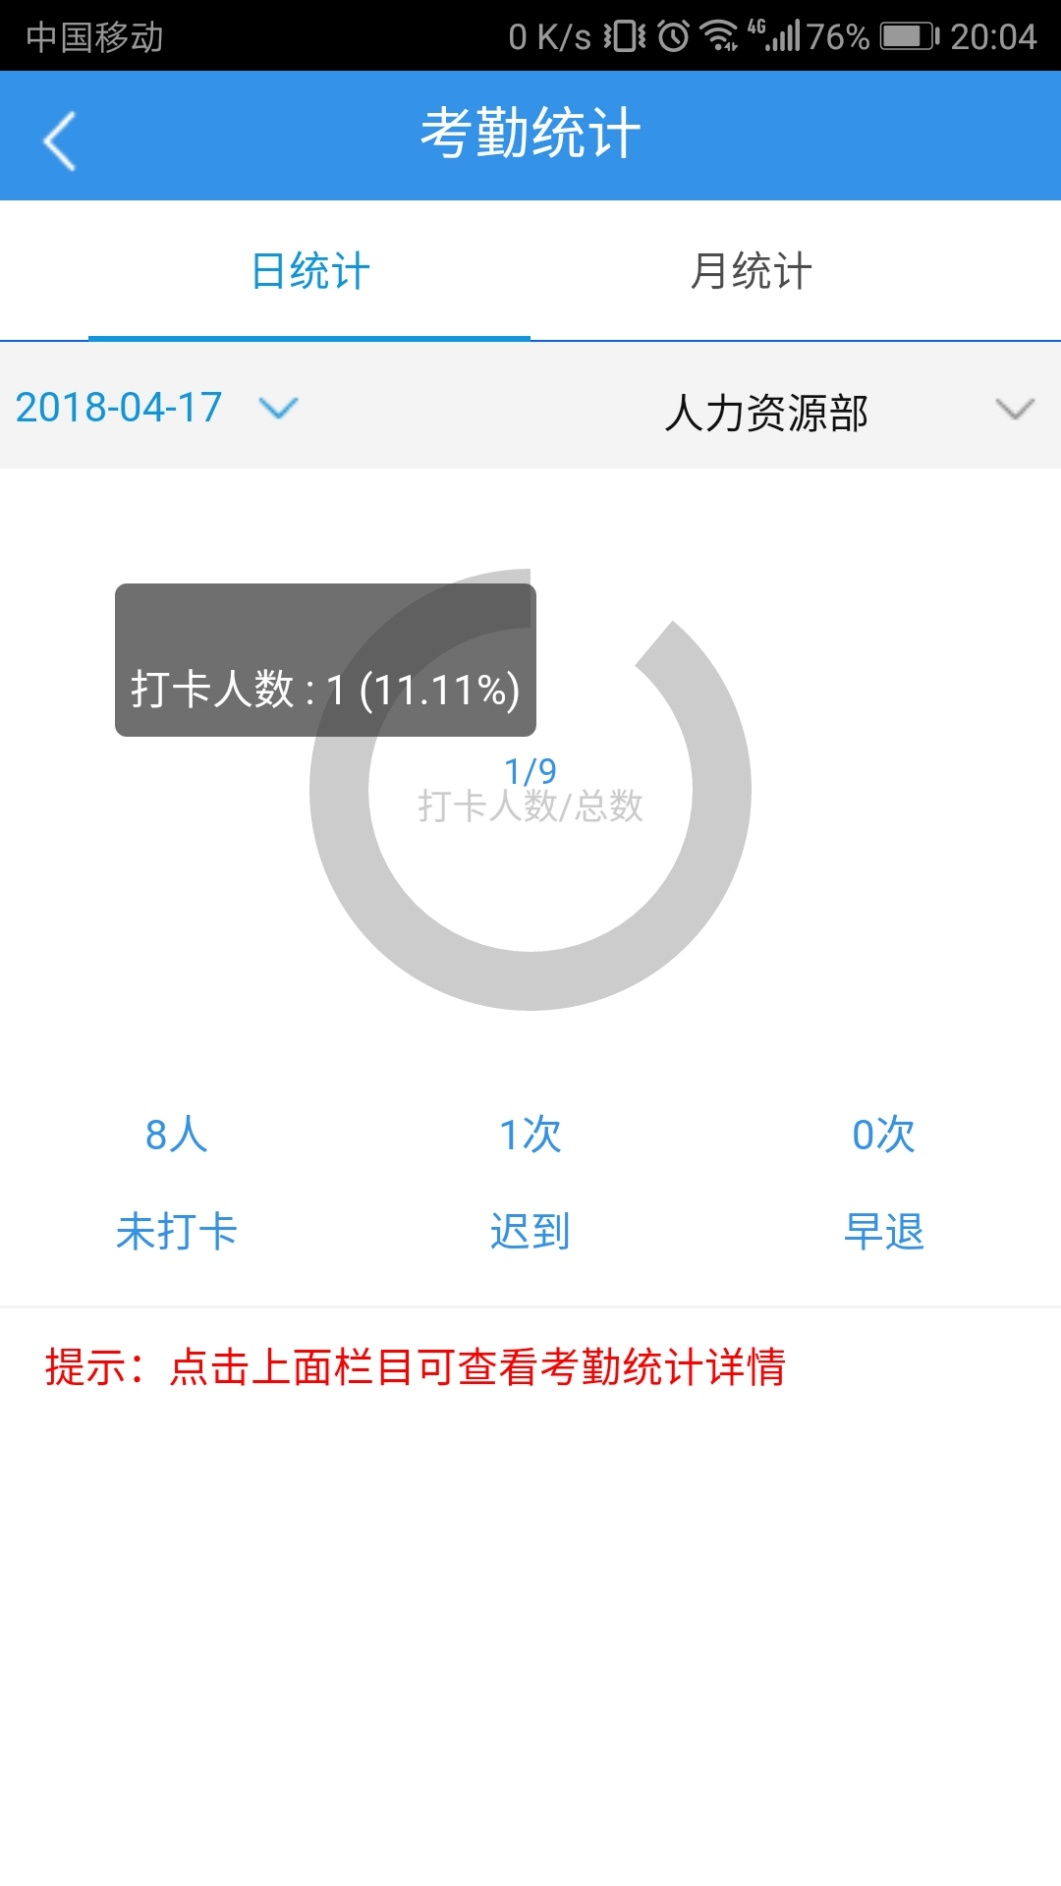 中国移动 0 K/s 4G 76% 20:04
考勤统计
日统计 月统计
2018-04-17 人力资源部
打卡人数 : 1 (11.11%)
1/9
打卡人数/总数
8人 1次 0次
未打卡 迟到 早退
提示：点击上面栏目可查看考勤统计详情